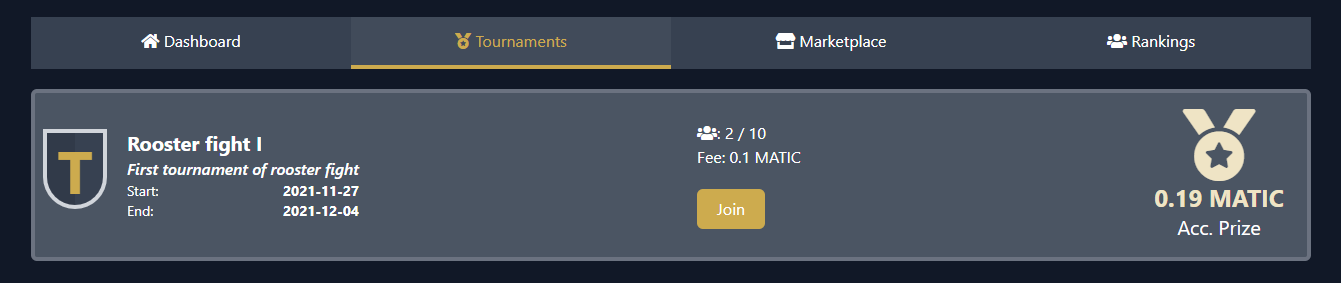 Dashboard
Tournaments
Marketplace
Rankings
T
Rooster fight I
First tournament of rooster fight
Start: 2021-11-27
End: 2021-12-04
: 2 / 10
Fee: 0.1 MATIC
Join
0.19 MATIC
Acc. Prize